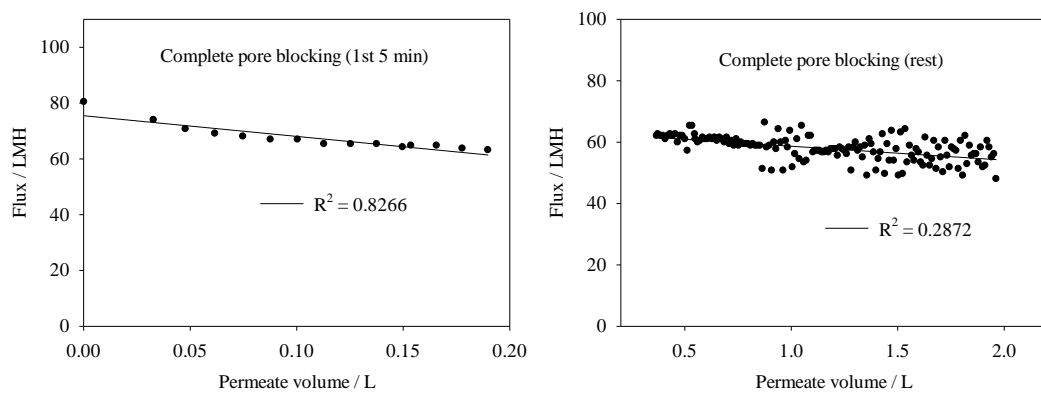 100
80
60
40
20
0
Flux / LMH
Complete pore blocking (1st 5 min)
R² = 0.8266
0.00 0.05 0.10 0.15 0.20
Permeate volume / L
100
80
60
40
20
0
Flux / LMH
Complete pore blocking (rest)
R² = 0.2872
0.5 1.0 1.5 2.0
Permeate volume / L